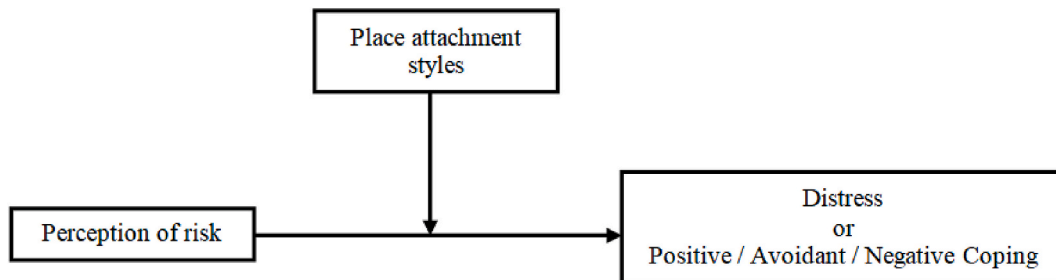 Place attachment
styles
Perception of risk
Distress
or
Positive / Avoidant / Negative Coping